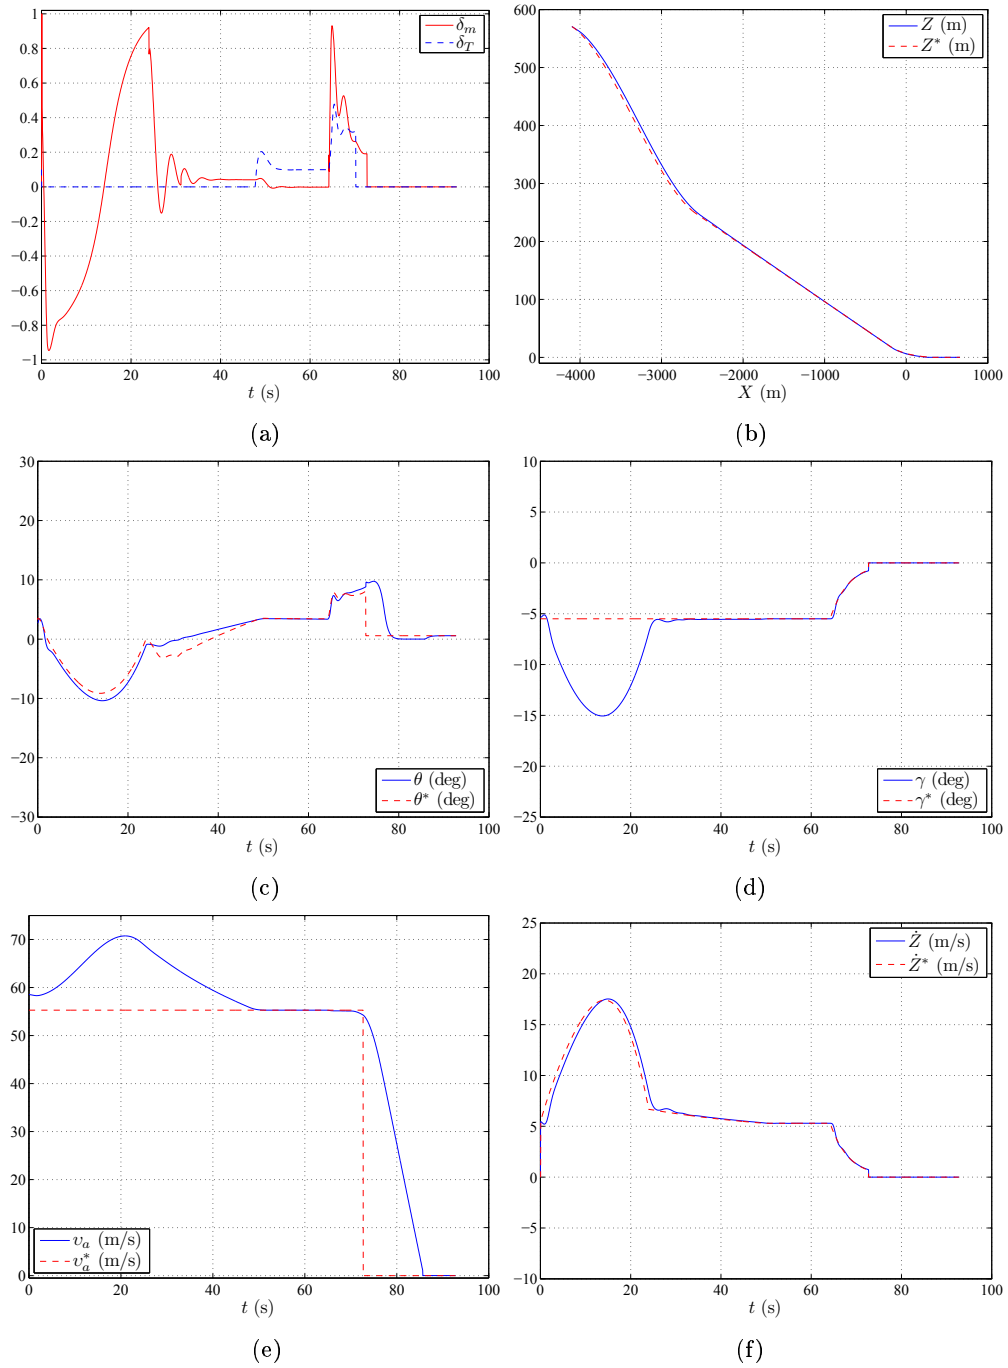 1
0.8
0.6
0.4
0.2
0
−0.2
−0.4
−0.6
−0.8
−1
0 20 40 60 80 100
t (s)
δm
δT
(a)
600
500
400
300
200
100
0
−4000 −3000 −2000 −1000 0 1000
X (m)
Z (m)
Z* (m)
(b)
30
20
10
0
−10
−20
−30
0 20 40 60 80 100
t (s)
θ (deg)
θ* (deg)
(c)
10
5
0
−5
−10
−15
−20
−25
0 20 40 60 80 100
t (s)
γ (deg)
γ* (deg)
(d)
70
60
50
40
30
20
10
0
0 20 40 60 80 100
t (s)
υa (m/s)
υa* (m/s)
(e)
25
20
15
10
5
0
−5
−10
0 20 40 60 80 100
t (s)
Ż (m/s)
Ż* (m/s)
(f)